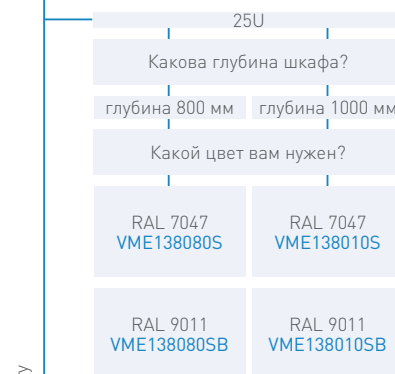 25U
Какова глубина шкафа?
глубина 800 мм глубина 1000 мм
Какой цвет вам нужен?
RAL 7047 RAL 7047
VME138080S VME138010S
RAL 9011 RAL 9011
VME138080SB VME138010SB
у